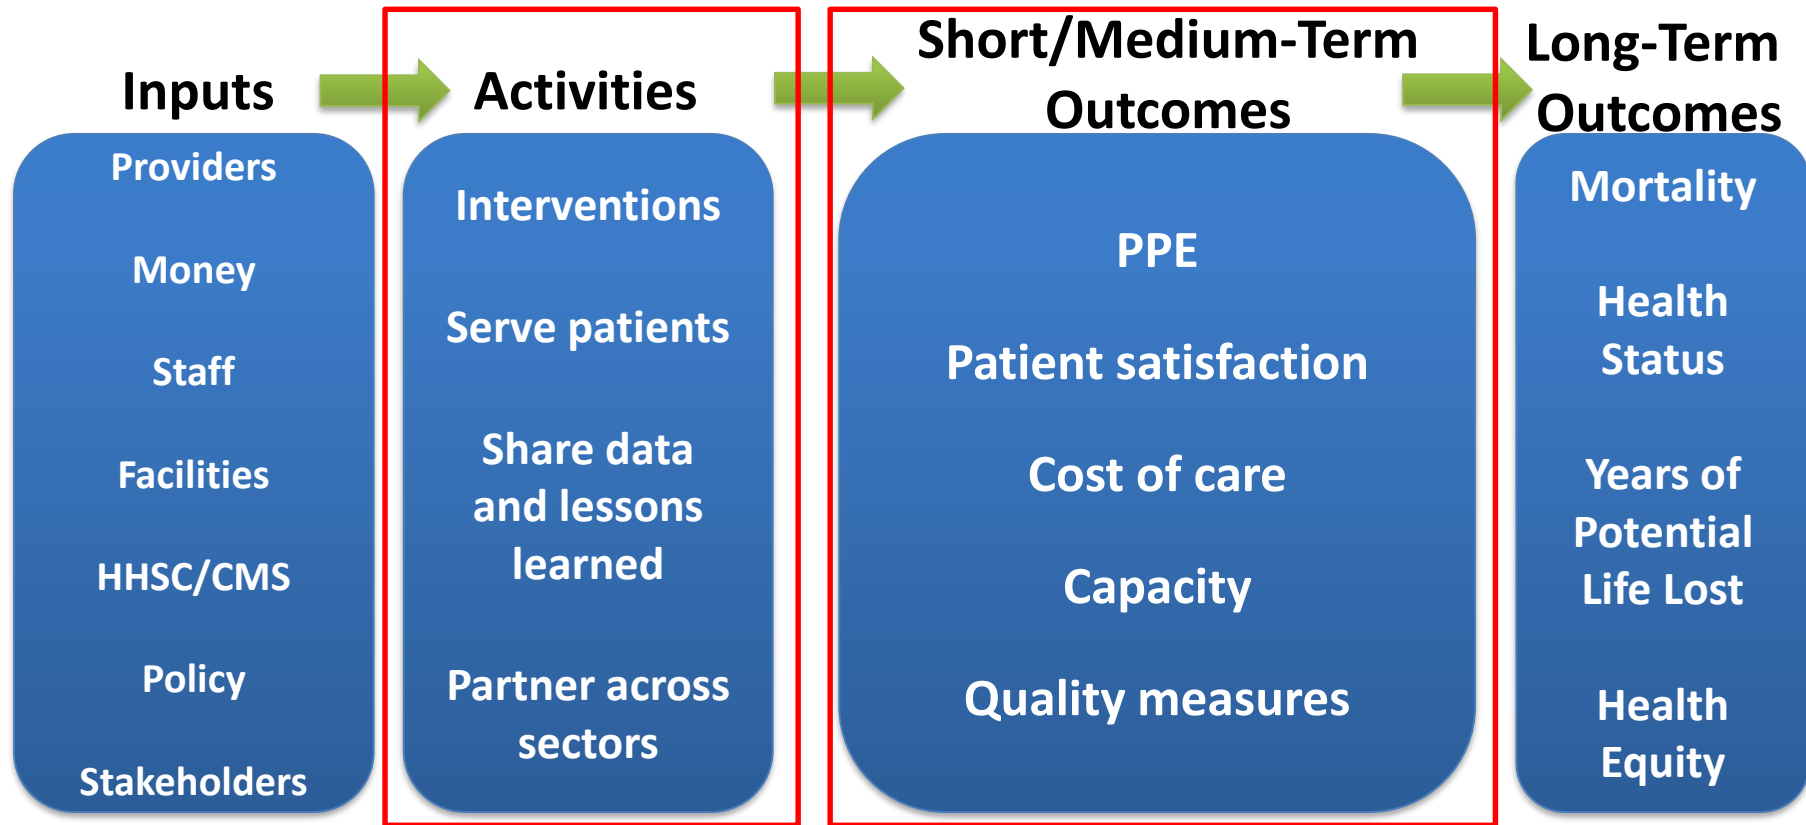 Inputs
Providers
Money
Staff
Facilities
HHSC/CMS
Policy
Stakeholders
Activities
Interventions
Serve patients
Share data
and lessons
learned
Partner across
sectors
Short/Medium-Term
Outcomes
PPE
Patient satisfaction
Cost of care
Capacity
Quality measures
Long-Term
Outcomes
Mortality
Health
Status
Years of
Potential
Life Lost
Health
Equity